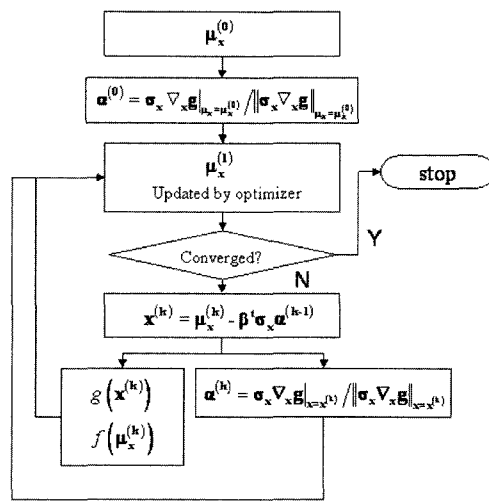 μₓ⁽⁰⁾
α⁽⁰⁾ = σₓ ∇ₓg|_{μₓ=μₓ⁽⁰⁾} / ‖σₓ ∇ₓg‖_{μₓ=μₓ⁽⁰⁾}
μₓ⁽¹⁾
Updated by optimizer
stop
Y
Converged?
N
x⁽ᵏ⁾ = μₓ⁽ᵏ⁾ - βᵗσₓα⁽ᵏ⁻¹⁾
g(x⁽ᵏ⁾)
f(μₓ⁽ᵏ⁾)
α⁽ᵏ⁾ = σₓ∇ₓg|_{x=x⁽ᵏ⁾} / ‖σₓ∇ₓg‖_{x=x⁽ᵏ⁾}